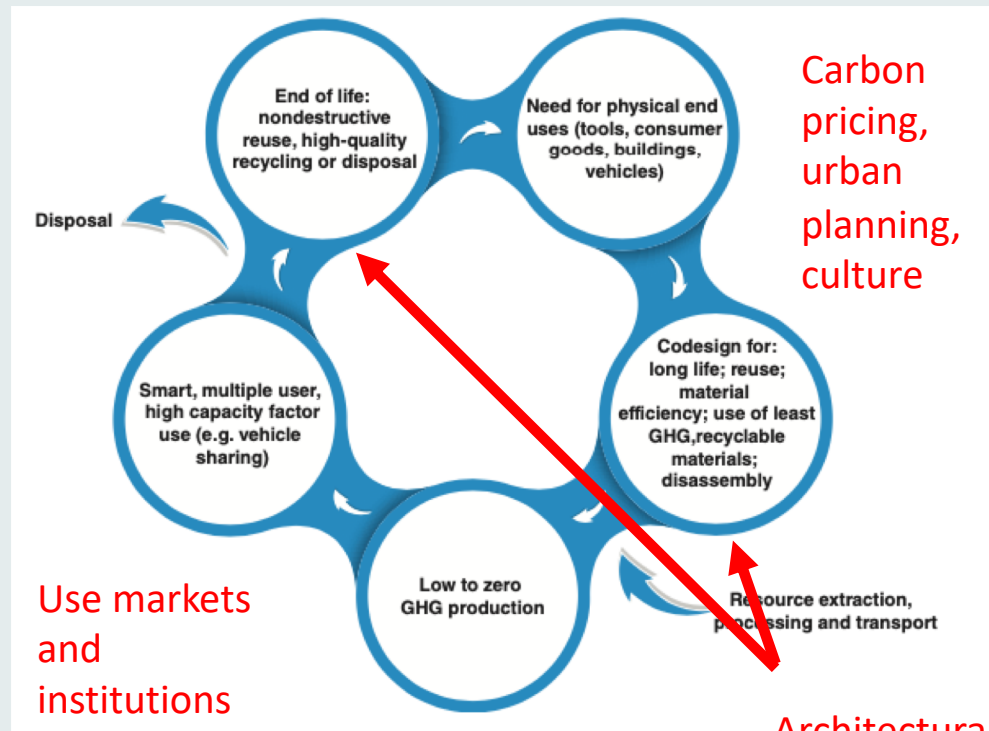 End of life:
nondestructive
reuse, high-quality
recycling or disposal
Need for physical end
uses (tools, consumer
goods, buildings,
vehicles)
Carbon
pricing,
urban
planning,
culture
Disposal
Codesign for:
long life; reuse;
material
efficiency; use of least
GHG,recyclable
materials;
disassembly
Smart, multiple user,
high capacity factor
use (e.g. vehicle
sharing)
Low to zero
GHG production
Resource extraction,
processing and transport
Use markets
and
institutions
Architectura